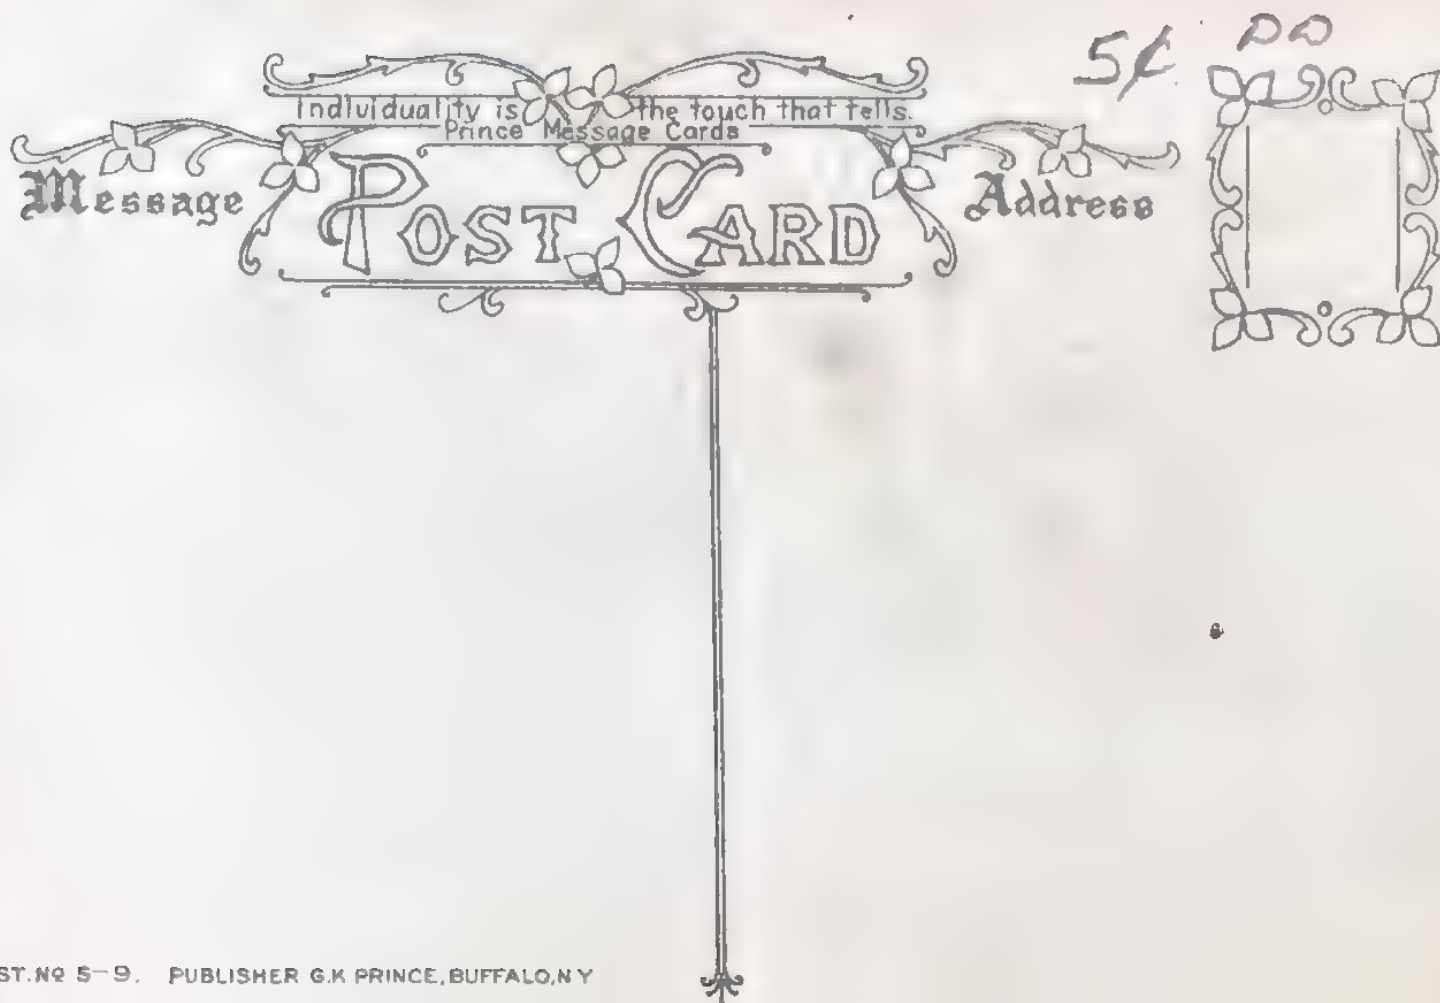 5¢ DD
Individuality is the touch that tells.
Prince Message Cards
Message
POST CARD
Address
ST. Nº 5-9. PUBLISHER G.K PRINCE, BUFFALO, N Y